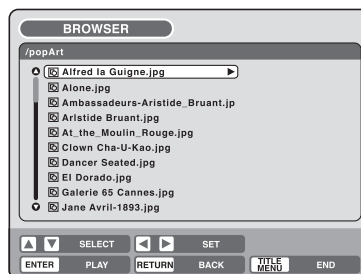 BROWSER
/popArt
Alfred la Guigne.jpg
Alone.jpg
Ambassadeurs-Aristide_Bruant.jp
Arlstide Bruant.jpg
At_the_Moulin_Rouge.jpg
Clown Cha-U-Kao.jpg
Dancer Seated.jpg
El Dorado.jpg
Galerie 65 Cannes.jpg
Jane Avril-1893.jpg
SELECT SET
ENTER PLAY RETURN BACK TITLE MENU END